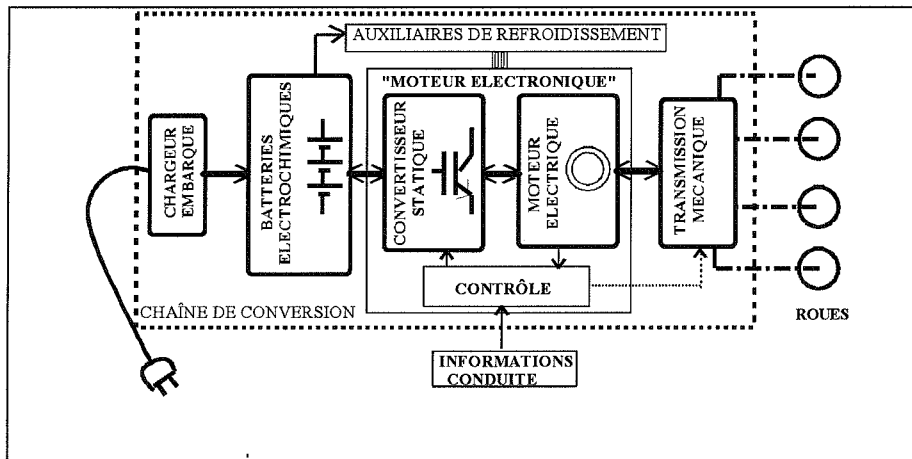 AUXILIAIRES DE REFROIDISSEMENT
"MOTEUR ELECTRONIQUE"
CHARGEUR
EMBARQUE
BATTERIES
ELECTROCHIMIQUES
CONVERTISSEUR
STATIQUE
MOTEUR
ELECTRIQUE
TRANSMISSION
MECANIQUE
CONTRÔLE
CHAÎNE DE CONVERSION
ROUES
INFORMATIONS
CONDUITE